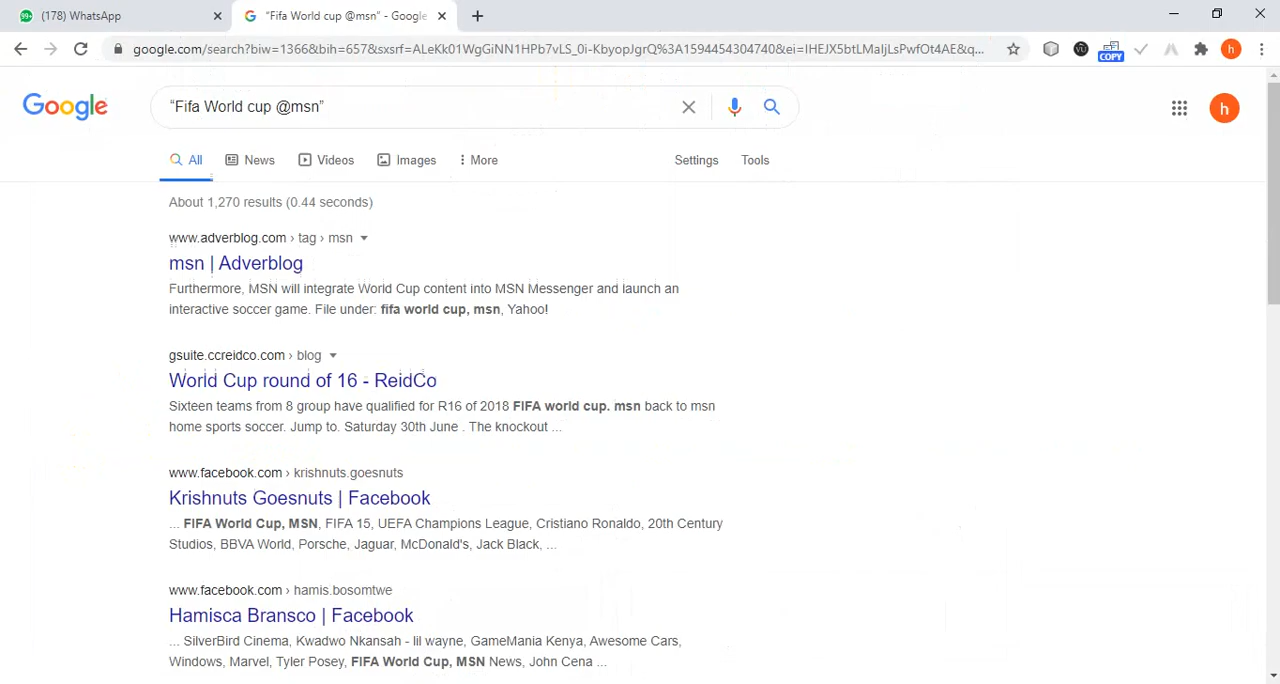 99+ (178) WhatsApp
G "Fifa World cup @msn" - Google
google.com/search?biw=1366&bih=657&sxsrf=ALeKk01WgGiNN1HPb7vLS_0i-KbyopJgrQ%3A1594454304740&ei=IHEJX5btLMaljLsPwfOt4AE&q...
VU COPY h
Google
“Fifa World cup @msn”
h
All News Videos Images More Settings Tools
About 1,270 results (0.44 seconds)
www.adverblog.com › tag › msn
msn | Adverblog
Furthermore, MSN will integrate World Cup content into MSN Messenger and launch an
interactive soccer game. File under: fifa world cup, msn, Yahoo!
gsuite.ccreidco.com › blog
World Cup round of 16 - ReidCo
Sixteen teams from 8 group have qualified for R16 of 2018 FIFA world cup. msn back to msn
home sports soccer. Jump to. Saturday 30th June . The knockout ...
www.facebook.com › krishnuts.goesnuts
Krishnuts Goesnuts | Facebook
... FIFA World Cup, MSN, FIFA 15, UEFA Champions League, Cristiano Ronaldo, 20th Century
Studios, BBVA World, Porsche, Jaguar, McDonald's, Jack Black, ...
www.facebook.com › hamis.bosomtwe
Hamisca Bransco | Facebook
... SilverBird Cinema, Kwadwo Nkansah - lil wayne, GameMania Kenya, Awesome Cars,
Windows, Marvel, Tyler Posey, FIFA World Cup, MSN News, John Cena ...